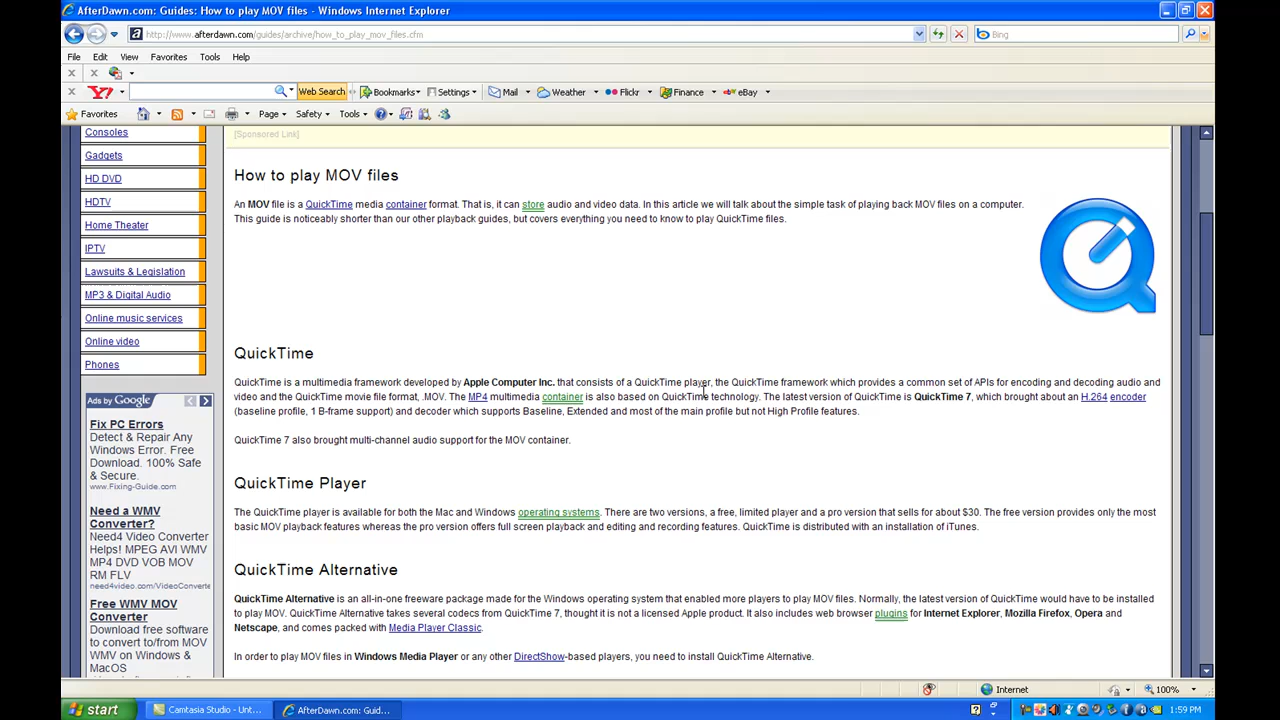 AfterDawn.com: Guides: How to play MOV files - Windows Internet Explorer
http://www.afterdawn.com/guides/archive/how_to_play_mov_files.cfm
Bing
File Edit View Favorites Tools Help
Y! Web Search Bookmarks Settings Mail Weather Flickr Finance eBay
Favorites Page Safety Tools
Consoles
Gadgets
HD DVD
HDTV
Home Theater
IPTV
Lawsuits & Legislation
MP3 & Digital Audio
Online music services
Online video
Phones
Ads by Google
Fix PC Errors
Detect & Repair Any
Windows Error. Free
Download. 100% Safe
& Secure.
www.Fixing-Guide.com
Need a WMV
Converter?
Need4 Video Converter
Helps! MPEG AVI WMV
MP4 DVD VOB MOV
RM FLV
need4video.com/VideoConverte
Free WMV MOV
Converter
Download free software
to convert to/from MOV
WMV on Windows &
MacOS
[Sponsored Link]
How to play MOV files
An MOV file is a QuickTime media container format. That is, it can store audio and video data. In this article we will talk about the simple task of playing back MOV files on a computer.
This guide is noticeably shorter than our other playback guides, but covers everything you need to know to play QuickTime files.
QuickTime
QuickTime is a multimedia framework developed by Apple Computer Inc. that consists of a QuickTime player, the QuickTime framework which provides a common set of APIs for encoding and decoding audio and
video and the QuickTime movie file format, .MOV. The MP4 multimedia container is also based on QuickTime technology. The latest version of QuickTime is QuickTime 7, which brought about an H.264 encoder
(baseline profile, 1 B-frame support) and decoder which supports Baseline, Extended and most of the main profile but not High Profile features.
QuickTime 7 also brought multi-channel audio support for the MOV container.
QuickTime Player
The QuickTime player is available for both the Mac and Windows operating systems. There are two versions, a free, limited player and a pro version that sells for about $30. The free version provides only the most
basic MOV playback features whereas the pro version offers full screen playback and editing and recording features. QuickTime is distributed with an installation of iTunes.
QuickTime Alternative
QuickTime Alternative is an all-in-one freeware package made for the Windows operating system that enabled more players to play MOV files. Normally, the latest version of QuickTime would have to be installed
to play MOV. QuickTime Alternative takes several codecs from QuickTime 7, thought it is not a licensed Apple product. It also includes web browser plugins for Internet Explorer, Mozilla Firefox, Opera and
Netscape, and comes packed with Media Player Classic.
In order to play MOV files in Windows Media Player or any other DirectShow-based players, you need to install QuickTime Alternative.
Internet 100%
start Camtasia Studio - Unt... AfterDawn.com: Guid... 1:59 PM